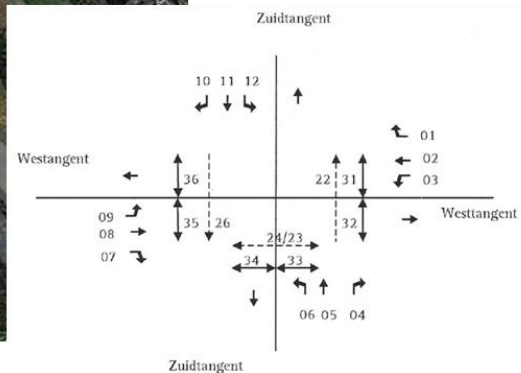 Zuidtangent
10 11 12
01
Westangent
02
36
22 31
03
09
Westtangent
08
35 26
32
24/23
07
34 33
06 05 04
Zuidtangent